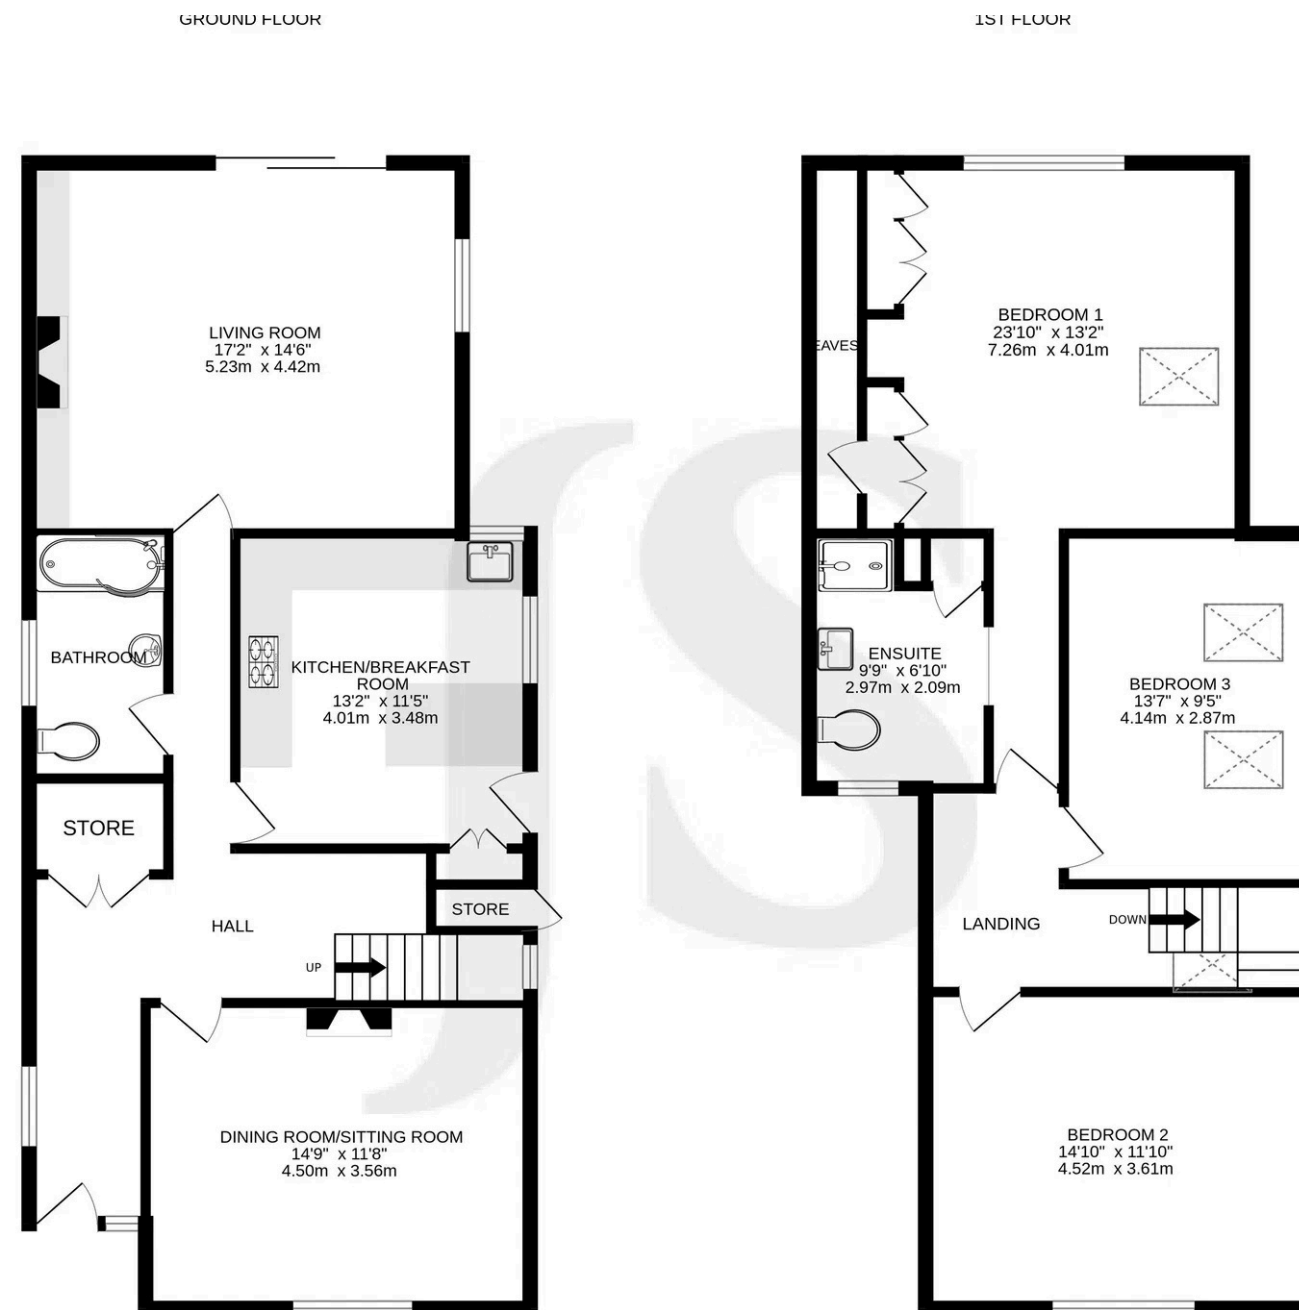 GROUND FLOOR
1ST FLOOR
LIVING ROOM
17'2" x 14'6"
5.23m x 4.42m
BATHROOM
KITCHEN/BREAKFAST
ROOM
13'2" x 11'5"
4.01m x 3.48m
STORE
STORE
HALL
UP
DINING ROOM/SITTING ROOM
14'9" x 11'8"
4.50m x 3.56m
BEDROOM 1
23'10" x 13'2"
7.26m x 4.01m
EAVES
ENSUITE
9'9" x 6'10"
2.97m x 2.09m
BEDROOM 3
13'7" x 9'5"
4.14m x 2.87m
LANDING
DOWN
BEDROOM 2
14'10" x 11'10"
4.52m x 3.61m
JS